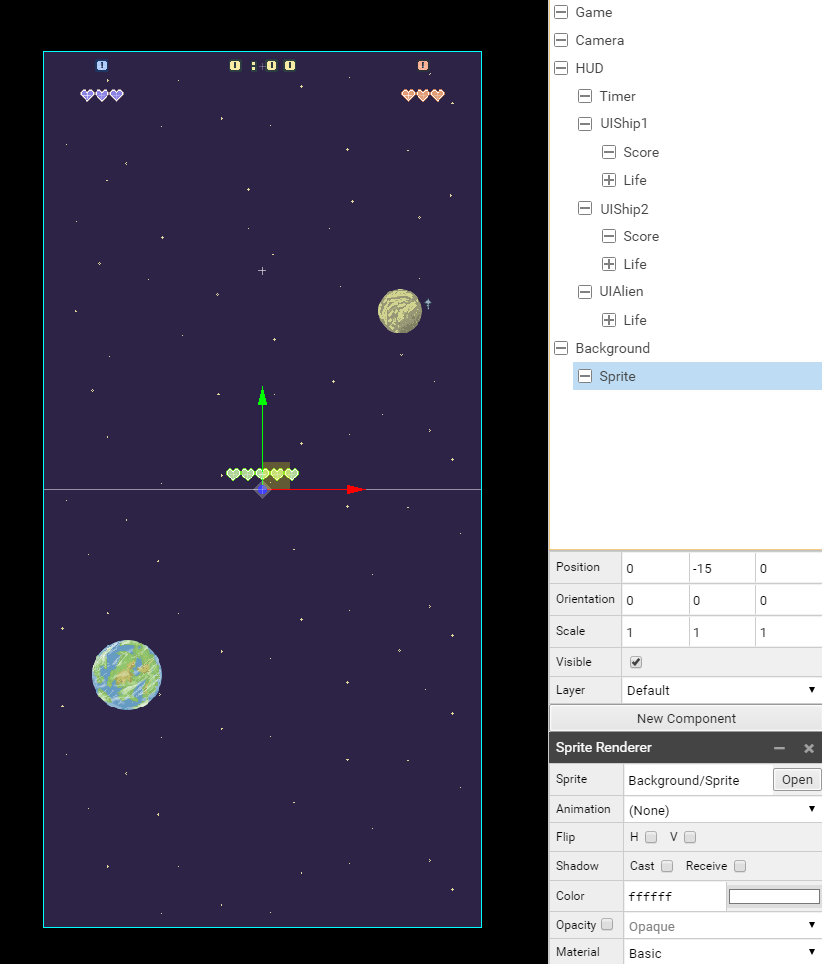 ! 0 : 0 0 !
Game
Camera
HUD
Timer
UIShip1
Score
Life
UIShip2
Score
Life
UIAlien
Life
Background
Sprite
Position 0 -15 0
Orientation 0 0 0
Scale 1 1 1
Visible
Layer Default
New Component
Sprite Renderer
Sprite Background/Sprite Open
Animation (None)
Flip H V
Shadow Cast Receive
Color ffffff
Opacity Opaque
Material Basic